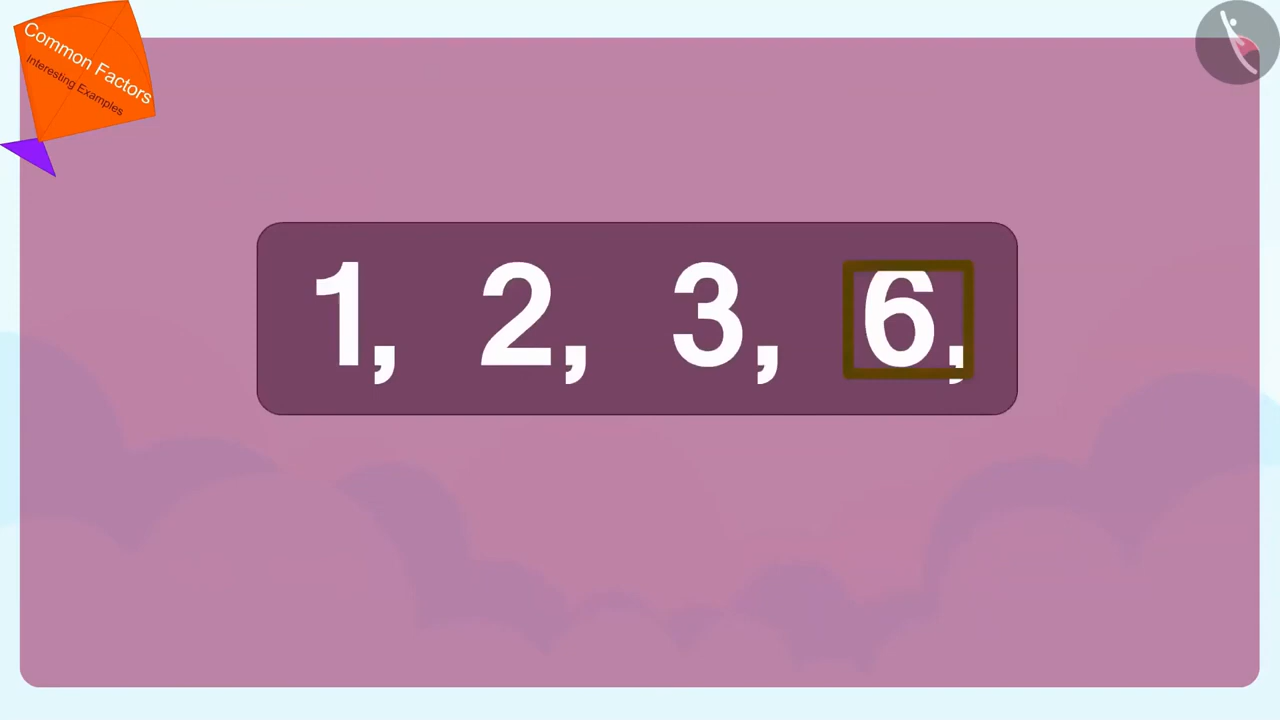 Common Factors
Interesting Examples
1, 2, 3, 6,